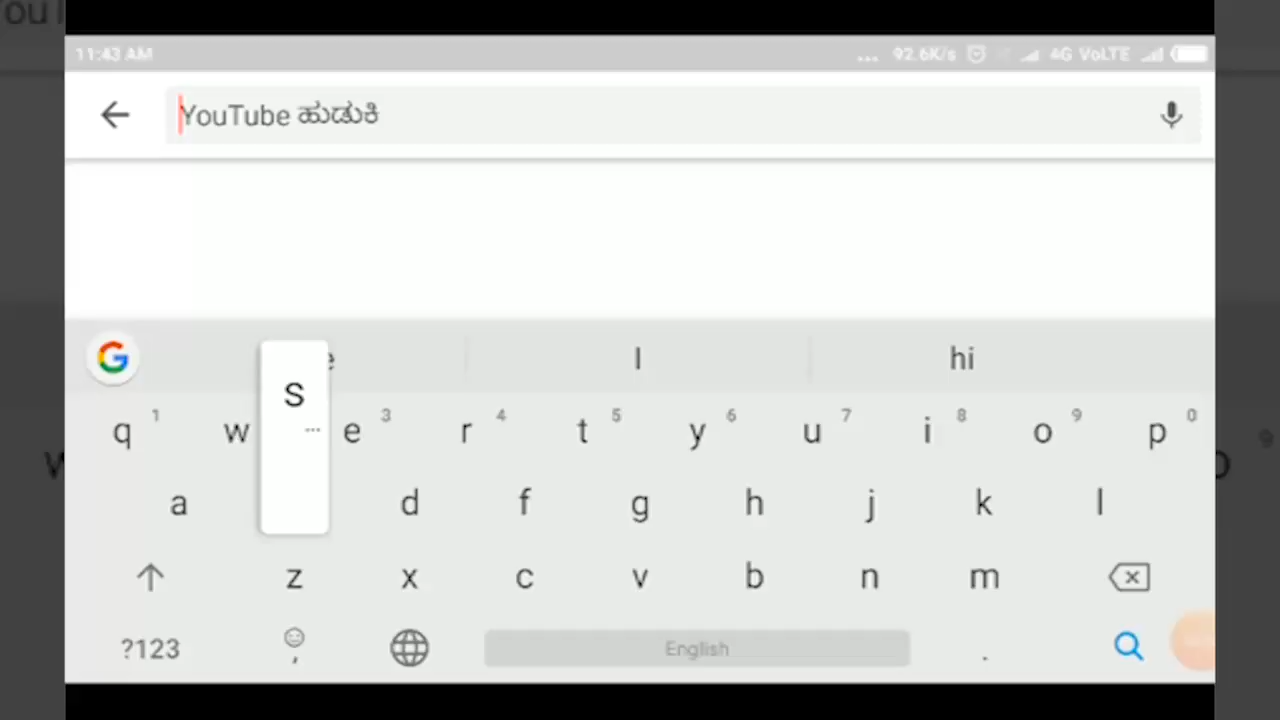 11:43 AM ... 92.6K/s 4G VoLTE
YouTube ಹುಡುಕಿ
I hi
S
q 1 w e 3 r 4 t 5 y 6 u 7 i 8 o 9 p 0
a d f g h j k l
z x c v b n m
?123 , English .